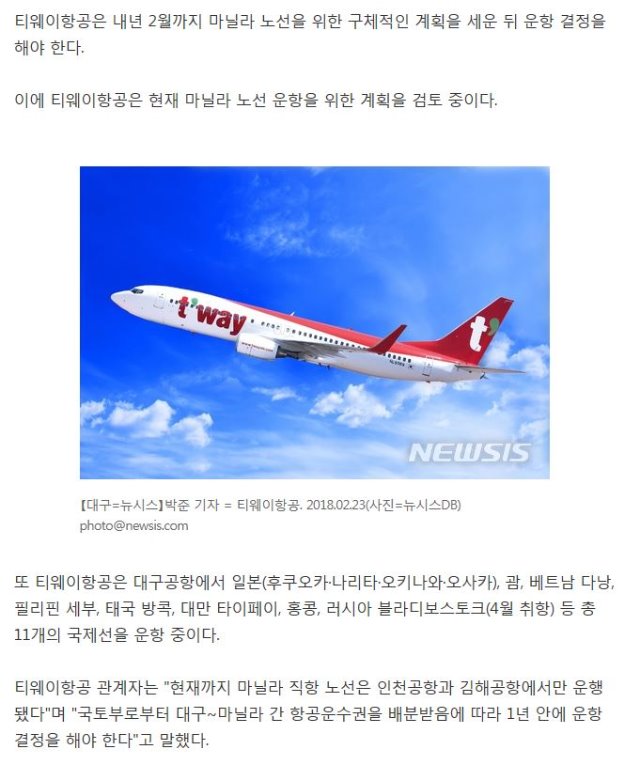 티웨이항공은 내년 2월까지 마닐라 노선을 위한 구체적인 계획을 세운 뒤 운항 결정을
해야 한다.
이에 티웨이항공은 현재 마닐라 노선 운항을 위한 계획을 검토 중이다.
t'way
t'
NEWSIS
【대구=뉴시스】박준 기자 = 티웨이항공. 2018.02.23(사진=뉴시스DB)
photo@newsis.com
또 티웨이항공은 대구공항에서 일본(후쿠오카·나리타·오키나와·오사카), 괌, 베트남 다낭,
필리핀 세부, 태국 방콕, 대만 타이페이, 홍콩, 러시아 블라디보스토크(4월 취항) 등 총
11개의 국제선을 운항 중이다.
티웨이항공 관계자는 "현재까지 마닐라 직항 노선은 인천공항과 김해공항에서만 운행
됐다"며 "국토부로부터 대구~마닐라 간 항공운수권을 배분받음에 따라 1년 안에 운항
결정을 해야 한다"고 말했다.